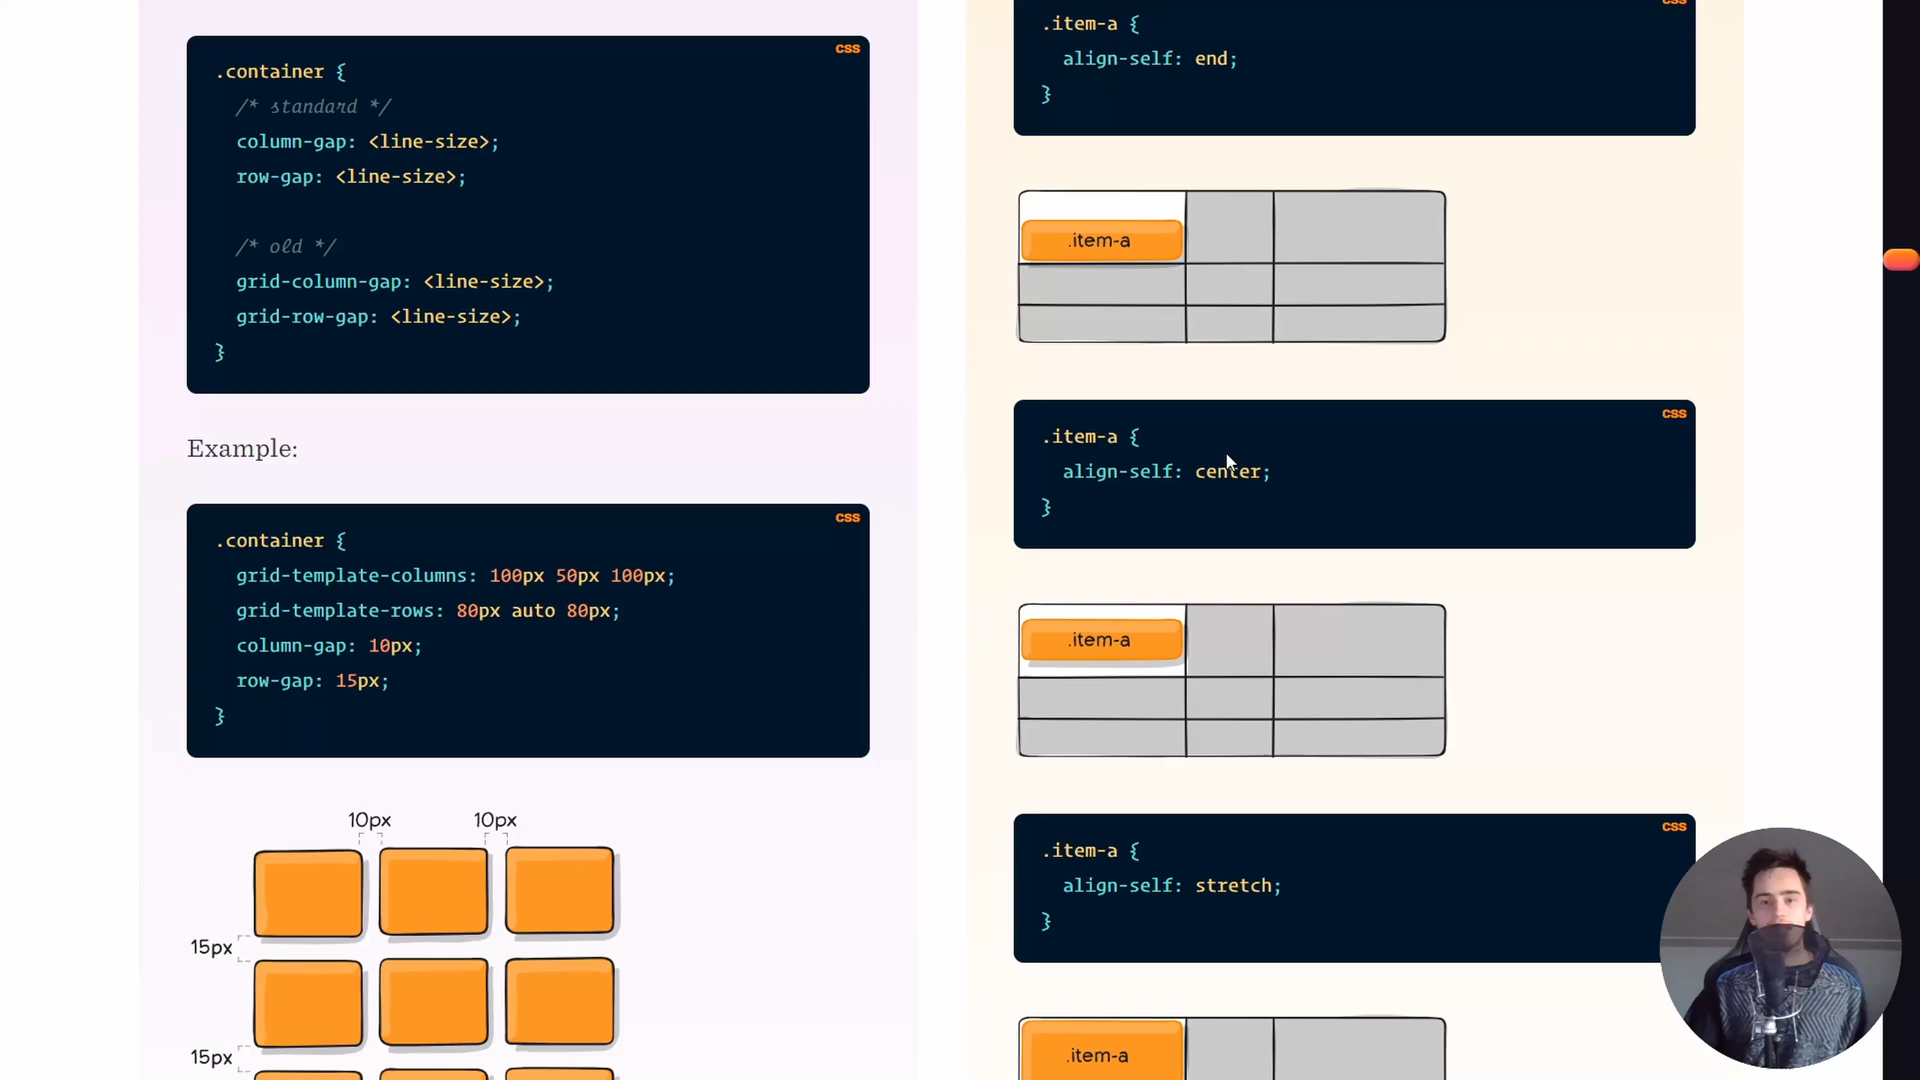 css
.container {
/* standard */
column-gap: <line-size>;
row-gap: <line-size>;
/* old */
grid-column-gap: <line-size>;
grid-row-gap: <line-size>;
}
Example:
css
.container {
grid-template-columns: 100px 50px 100px;
grid-template-rows: 80px auto 80px;
column-gap: 10px;
row-gap: 15px;
}
10px 10px
15px
15px
css
.item-a {
align-self: end;
}
.item-a
css
.item-a {
align-self: center;
}
.item-a
css
.item-a {
align-self: stretch;
}
.item-a